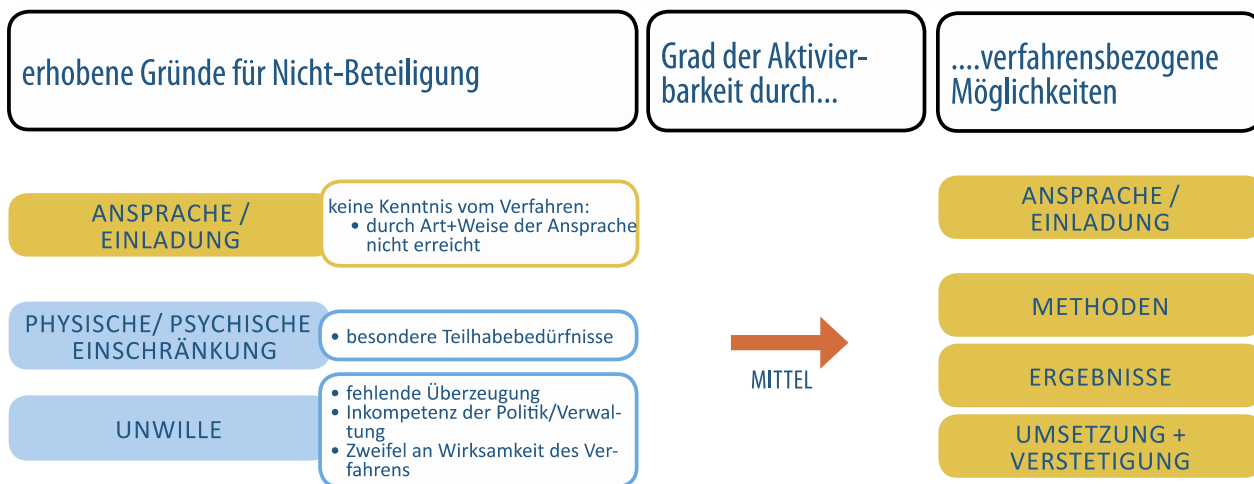 erhobene Gründe für Nicht-Beteiligung
Grad der Aktivier-
barkeit durch...
....verfahrensbezogene
Möglichkeiten
ANSPRACHE /
EINLADUNG
keine Kenntnis vom Verfahren:
• durch Art+Weise der Ansprache
nicht erreicht
ANSPRACHE /
EINLADUNG
PHYSISCHE/ PSYCHISCHE
EINSCHRÄNKUNG
• besondere Teilhabebedürfnisse
UNWILLE
• fehlende Überzeugung
• Inkompetenz der Politik/Verwal-
tung
• Zweifel an Wirksamkeit des Ver-
fahrens
MITTEL
METHODEN
ERGEBNISSE
UMSETZUNG +
VERSTETIGUNG